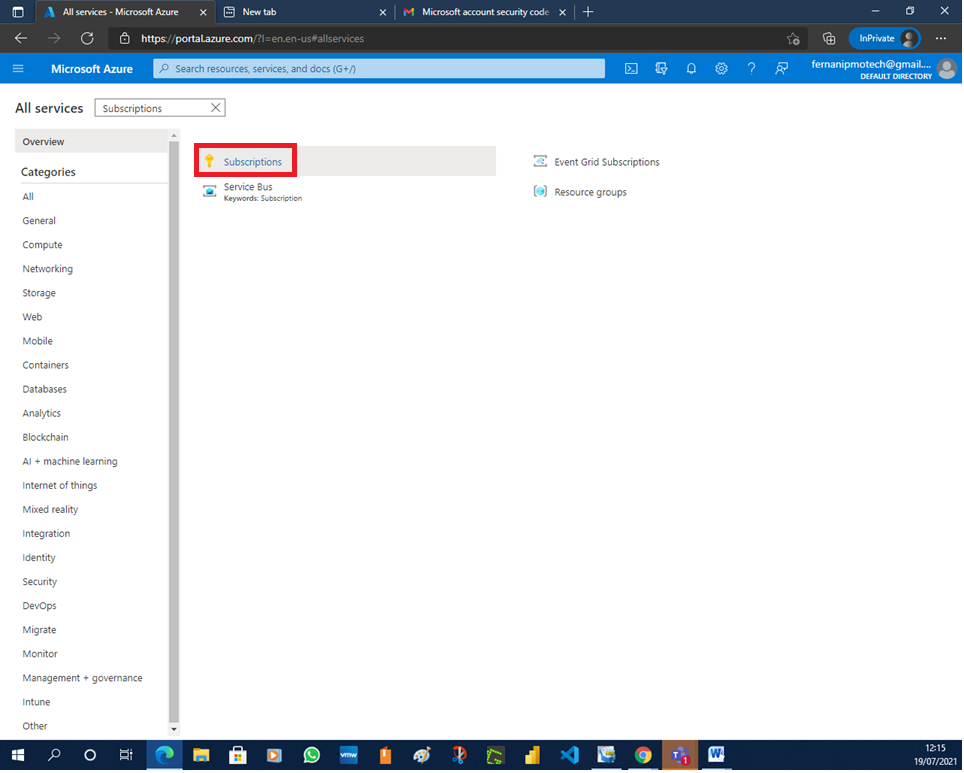 All services - Microsoft Azure
New tab
Microsoft account security code
https://portal.azure.com/?l=en.en-us#allservices
InPrivate
Microsoft Azure
Search resources, services, and docs (G+/)
fernanipmotech@gmail....
DEFAULT DIRECTORY
All services
Subscriptions
Overview
Categories
All
General
Compute
Networking
Storage
Web
Mobile
Containers
Databases
Analytics
Blockchain
AI + machine learning
Internet of things
Mixed reality
Integration
Identity
Security
DevOps
Migrate
Monitor
Management + governance
Intune
Other
Subscriptions
Service Bus
Keywords: Subscription
Event Grid Subscriptions
Resource groups
vmw
1
12:15
19/07/2021